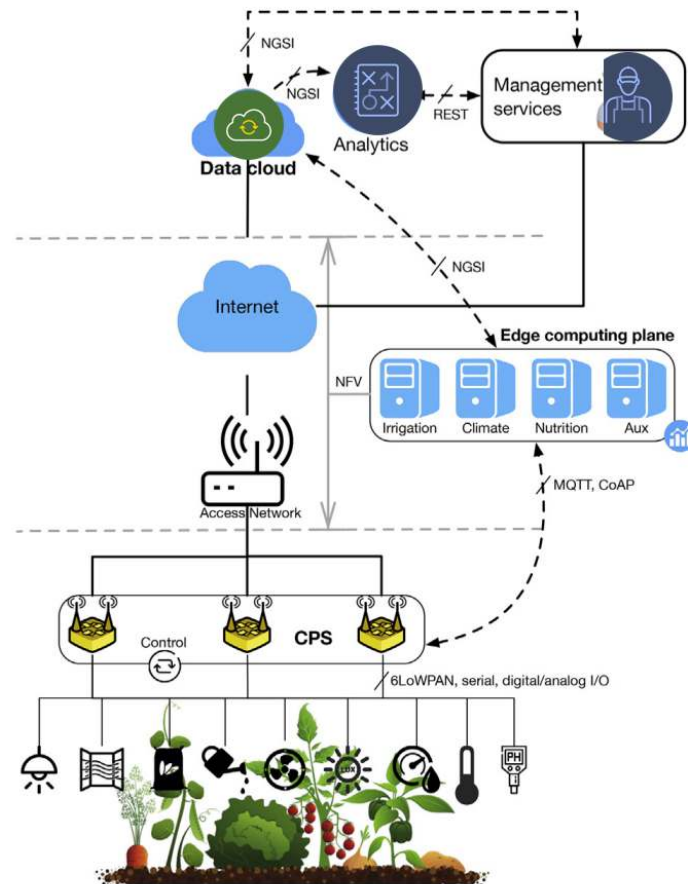 NGSI
NGSI
Management
services
REST
Analytics
Data cloud
NGSI
Internet
Edge computing plane
NFV
Irrigation
Climate
Nutrition
Aux
MQTT, CoAP
Access Network
CPS
Control
6LoWPAN, serial, digital/analog I/O
LUX
PH